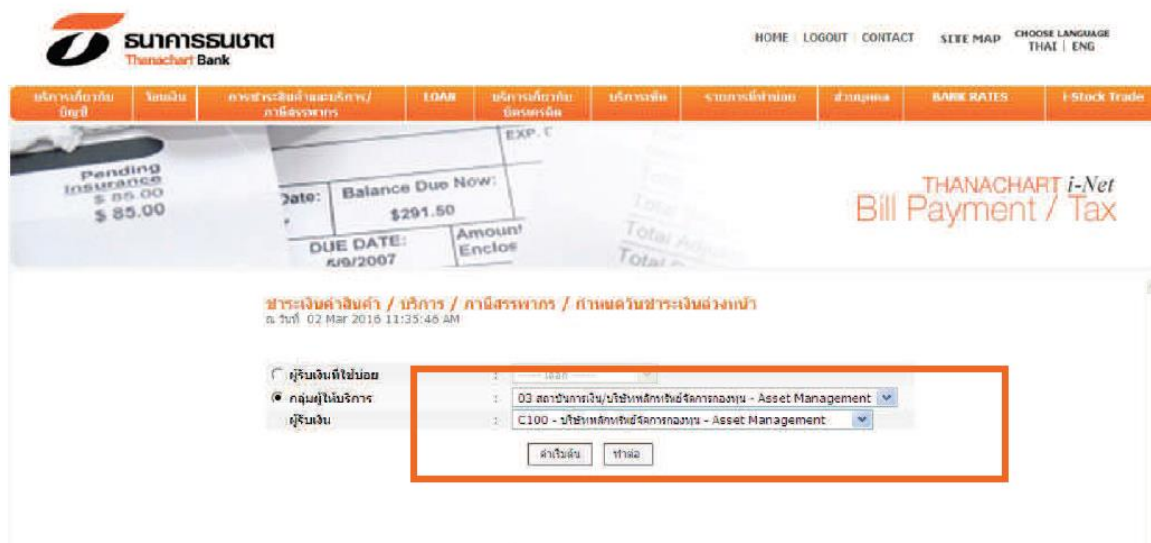 ธนาคารธนชาต
Thanachart Bank
HOME LOGOUT CONTACT SITE MAP CHOOSE LANGUAGE
THAI | ENG
บริการเกี่ยวกับบัญชี โอนเงิน การชำระสินค้าและบริการ/ภาษีสรรพากร LOAN บริการเกี่ยวกับบัตรเครดิต บริการเช็ค รายการที่ทำบ่อย ส่วนบุคคล BANK RATES i-Stock Trade
EXP.
Pending
Insurance
$ 85.00
$ 85.00
Date: Balance Due Now:
$291.50
DUE DATE: Amount
Enclos
5/9/2007
Total
THANACHART i-Net
Bill Payment / Tax
ชำระเงินค่าสินค้า / บริการ / ภาษีสรรพากร / กำหนดวันชำระเงินล่วงหน้า
ณ วันที่ 02 Mar 2016 11:35:46 AM
ผู้รับเงินที่ใช้บ่อย : ----- เลือก -----
กลุ่มผู้ให้บริการ : 03 สถาบันการเงิน/บริษัทหลักทรัพย์จัดการกองทุน - Asset Management
ผู้รับเงิน : C100 - บริษัทหลักทรัพย์จัดการกองทุน - Asset Management
ค่าเริ่มต้น ทำต่อ